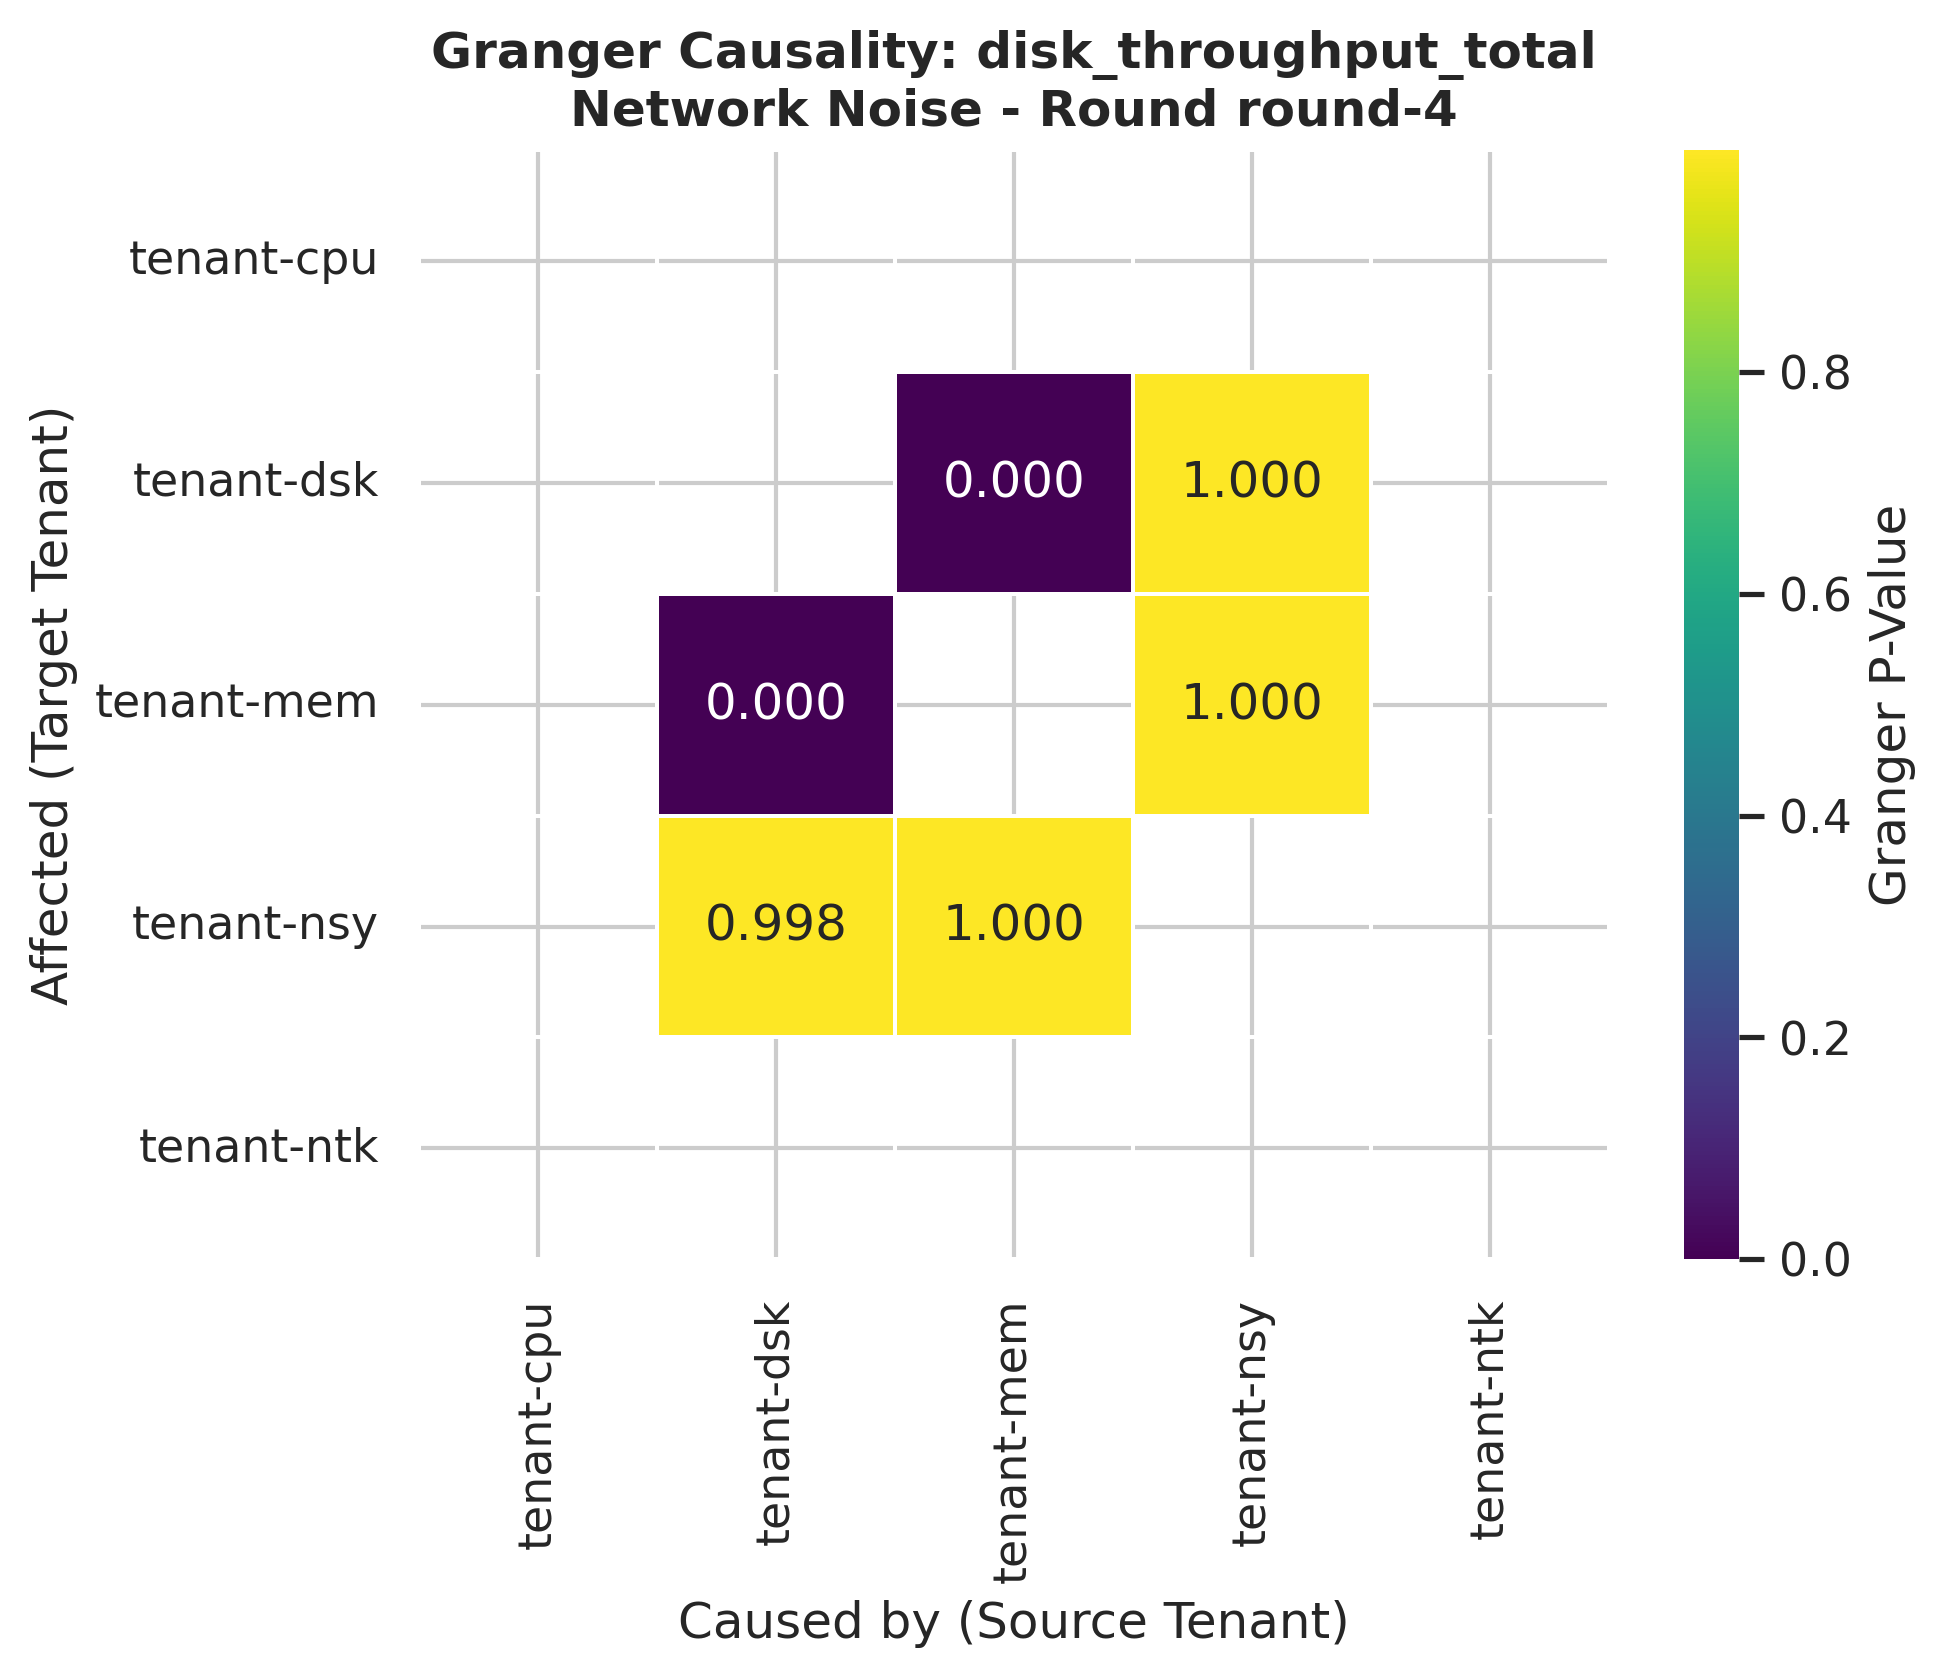 Granger Causality: disk_throughput_total
Network Noise - Round round-4
Affected (Target Tenant)
tenant-cpu
tenant-dsk
0.000 1.000
tenant-mem
0.000 1.000
tenant-nsy
0.998 1.000
tenant-ntk
tenant-cpu
tenant-dsk
tenant-mem
tenant-nsy
tenant-ntk
Caused by (Source Tenant)
0.8
0.6
0.4
0.2
0.0
Granger P-Value